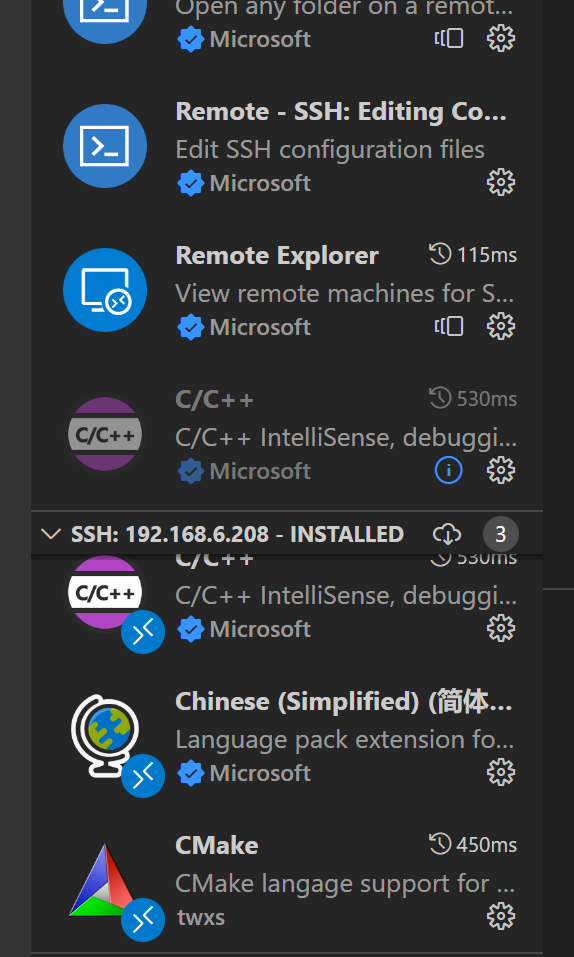 Open any folder on a remot...
Microsoft
Remote - SSH: Editing Co...
Edit SSH configuration files
Microsoft
Remote Explorer 115ms
View remote machines for S...
Microsoft
C/C++ 530ms
C/C++
C/C++ IntelliSense, debuggi...
Microsoft
SSH: 192.168.6.208 - INSTALLED 3
C/C++ 530ms
C/C++
C/C++ IntelliSense, debuggi...
Microsoft
Chinese (Simplified) (简体...
Language pack extension fo...
Microsoft
CMake 450ms
CMake langage support for ...
twxs